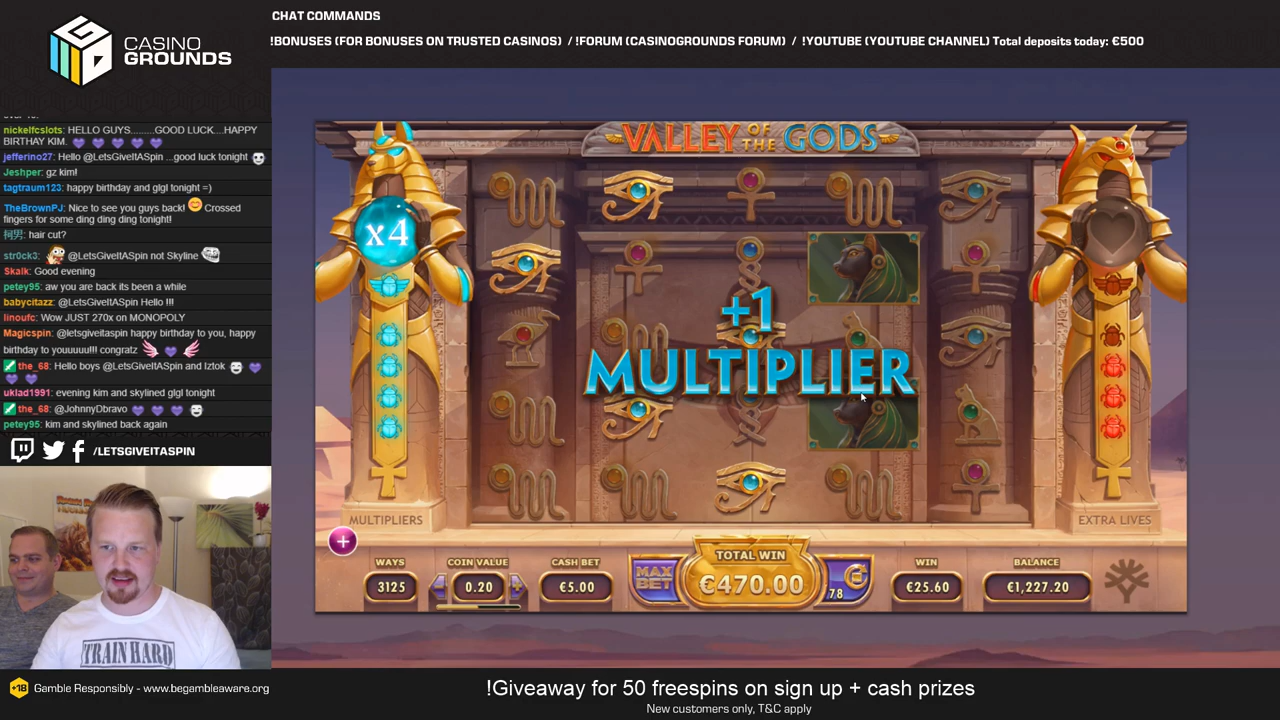 CHAT COMMANDS
!BONUSES (FOR BONUSES ON TRUSTED CASINOS) / !FORUM (CASINOGROUNDS FORUM) / !YOUTUBE (YOUTUBE CHANNEL) Total deposits today: €500
CASINO
GROUNDS
nickelfcslots: HELLO GUYS.........GOOD LUCK....HAPPY
BIRTHAY KIM.
jefferino27: Hello @LetsGiveItASpin ...good luck tonight
Jeshper: gz kim!
tagtraum123: happy birthday and glgl tonight =)
TheBrownPJ: Nice to see you guys back! Crossed
fingers for some ding ding ding tonight!
hair cut?
str0ck3: @LetsGiveItASpin not Skyline
Skalk: Good evening
petey95: aw you are back its been a while
babycitazz: @LetsGiveItASpin Hello !!!
linoufc: Wow JUST 270x on MONOPOLY
Magicspin: @letsgiveitaspin happy birthday to you, happy
birthday to youuuuu!!! congratz
the_68: Hello boys @LetsGiveItASpin and Iztok
uklad1991: evening kim and skylined glgl tonight
the_68: @JohnnyDbravo
petey95: kim and skylined back again
/LETSGIVEITASPIN
TRAIN HARD
+18 Gamble Responsibly - www.begambleaware.org
VALLEY OF THE GODS
x4
+1
MULTIPLIER
MULTIPLIERS
EXTRA LIVES
+
WAYS
3125
COIN VALUE
0.20
CASH BET
€5.00
MAX
BET
TOTAL WIN
€470.00
78
WIN
€25.60
BALANCE
€1,227.20
!Giveaway for 50 freespins on sign up + cash prizes
New customers only, T&C apply